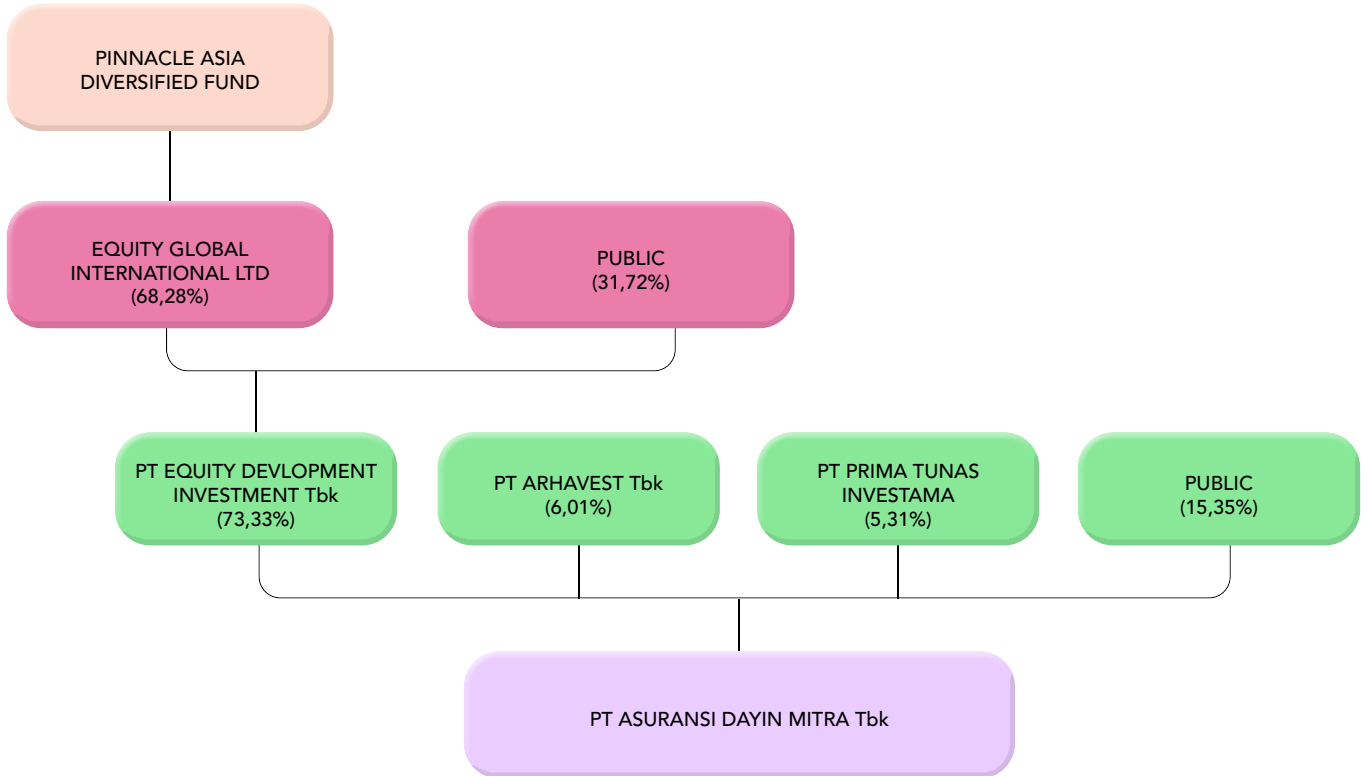 PINNACLE ASIA
DIVERSIFIED FUND
EQUITY GLOBAL
INTERNATIONAL LTD
(68,28%)
PUBLIC
(31,72%)
PT EQUITY DEVLOPMENT
INVESTMENT Tbk
(73,33%)
PT ARHAVEST Tbk
(6,01%)
PT PRIMA TUNAS
INVESTAMA
(5,31%)
PUBLIC
(15,35%)
PT ASURANSI DAYIN MITRA Tbk